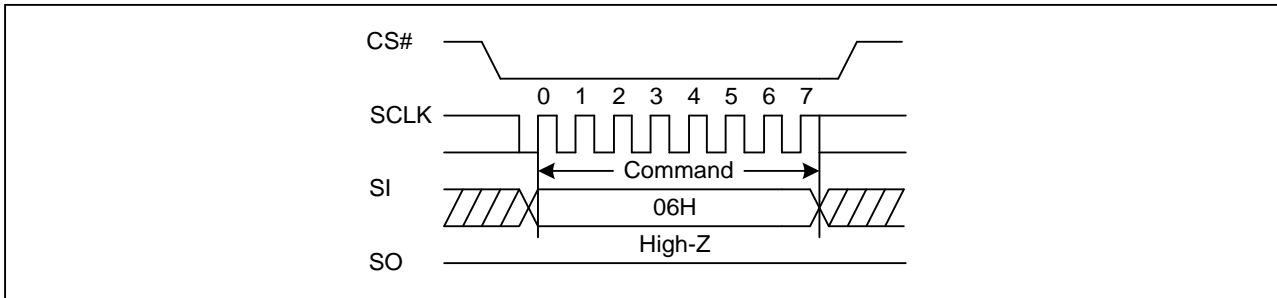 CS#
0 1 2 3 4 5 6 7
SCLK
Command
SI
06H
High-Z
SO